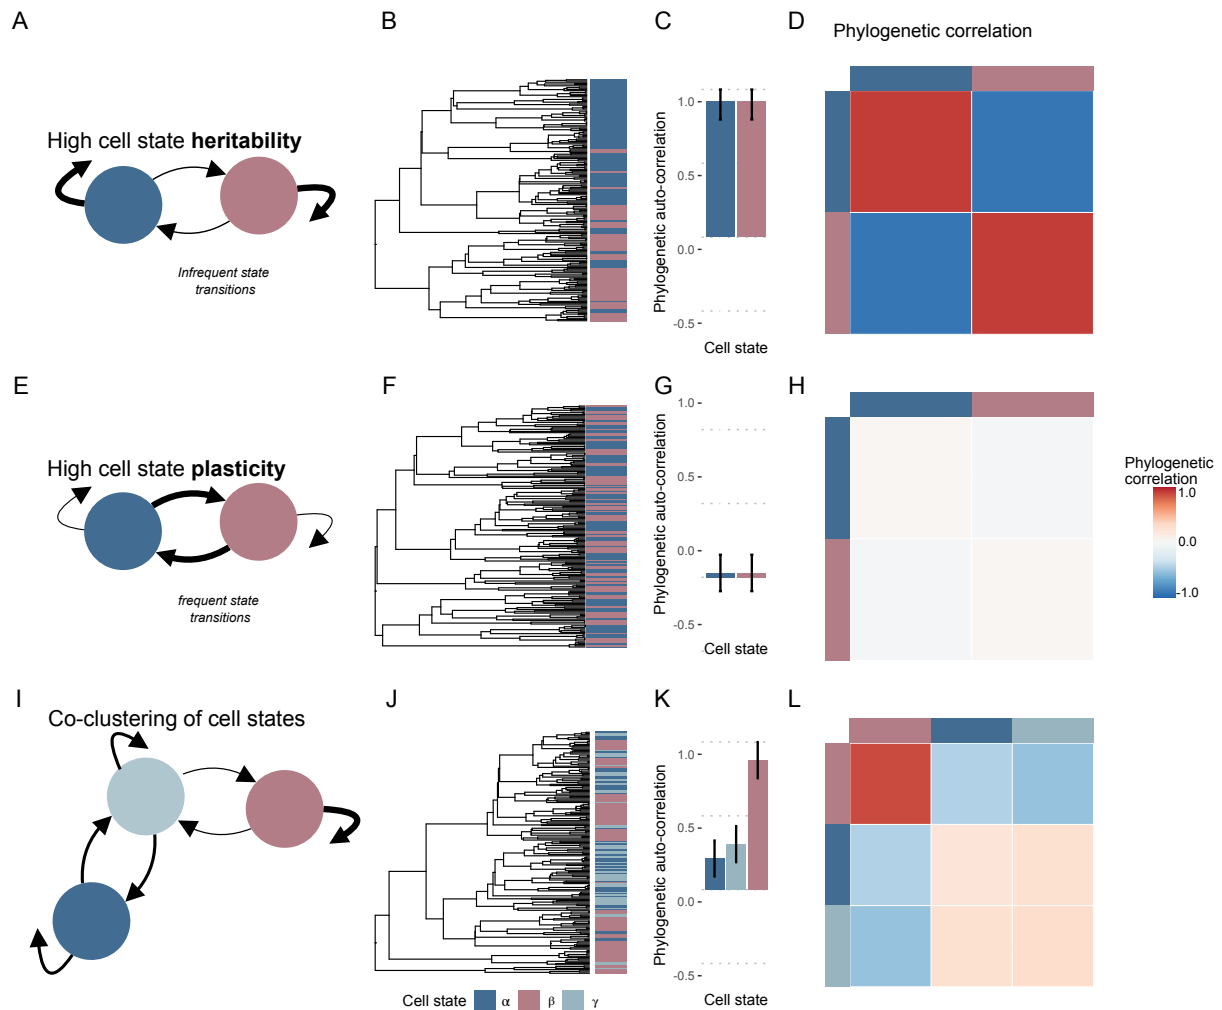 A
B
C
D
Phylogenetic correlation
High cell state heritability
Infrequent state
transitions
Phylogenetic auto-correlation
1.0
0.5
0.0
-0.5
Cell state
E
F
G
H
High cell state plasticity
frequent state
transitions
Phylogenetic auto-correlation
1.0
0.5
0.0
-0.5
Cell state
Phylogenetic
correlation
1.0
0.0
-1.0
I
J
K
L
Co-clustering of cell states
Phylogenetic auto-correlation
1.0
0.5
0.0
-0.5
Cell state
Cell state α β γ